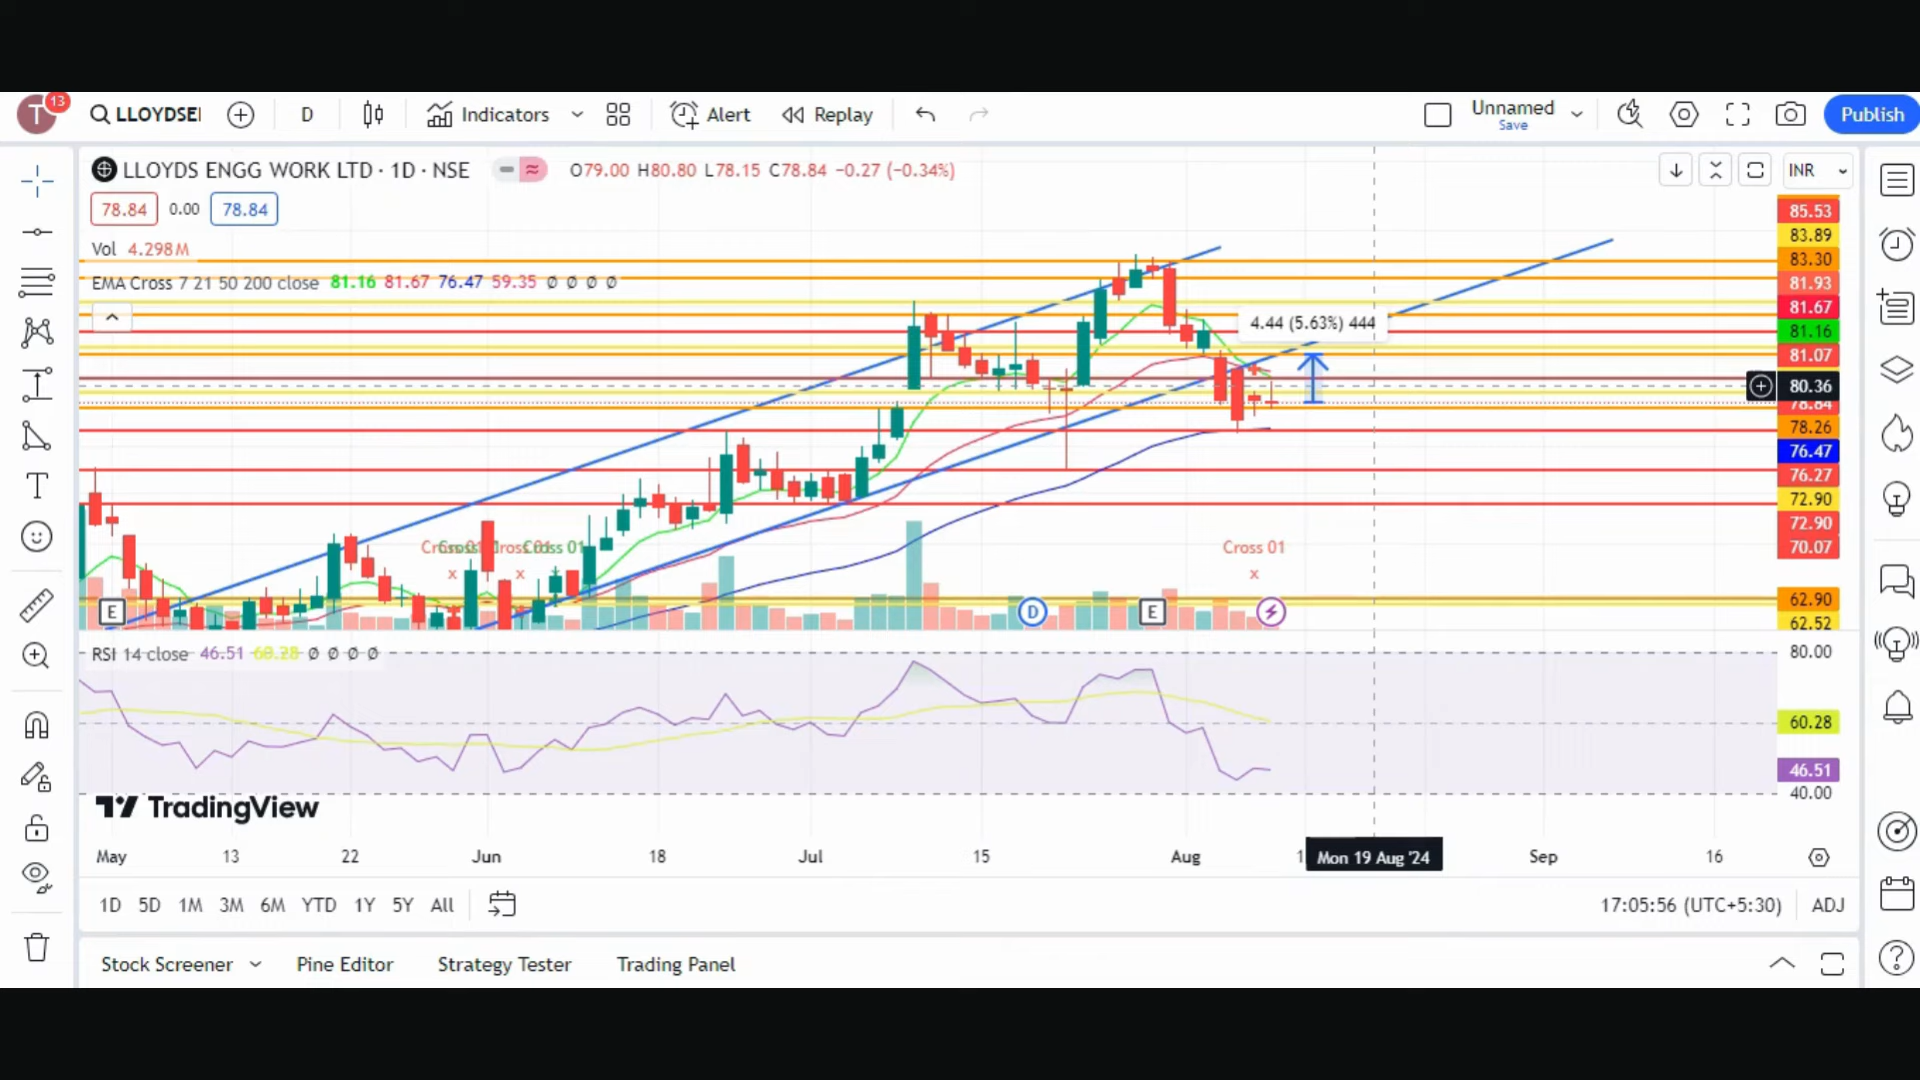 T 13 LLOYDSEI D Indicators Alert Replay Unnamed Save Publish
LLOYDS ENGG WORK LTD · 1D · NSE O79.00 H80.80 L78.15 C78.84 −0.27 (−0.34%) INR
78.84 0.00 78.84
Vol 4.298M
EMA Cross 7 21 50 200 close 81.16 81.67 76.47 59.35 Ø Ø Ø Ø
4.44 (5.63%) 444
85.53
83.89
83.30
81.93
81.67
81.16
81.07
80.36
78.84
78.26
76.47
76.27
72.90
72.90
70.07
62.90
62.52
Cross 01
E D E
RSI 14 close 46.51 60.28 Ø Ø Ø Ø
80.00
60.28
46.51
40.00
TradingView
May 13 22 Jun 18 Jul 15 Aug Mon 19 Aug '24 Sep 16
1D 5D 1M 3M 6M YTD 1Y 5Y All 17:05:56 (UTC+5:30) ADJ
Stock Screener Pine Editor Strategy Tester Trading Panel